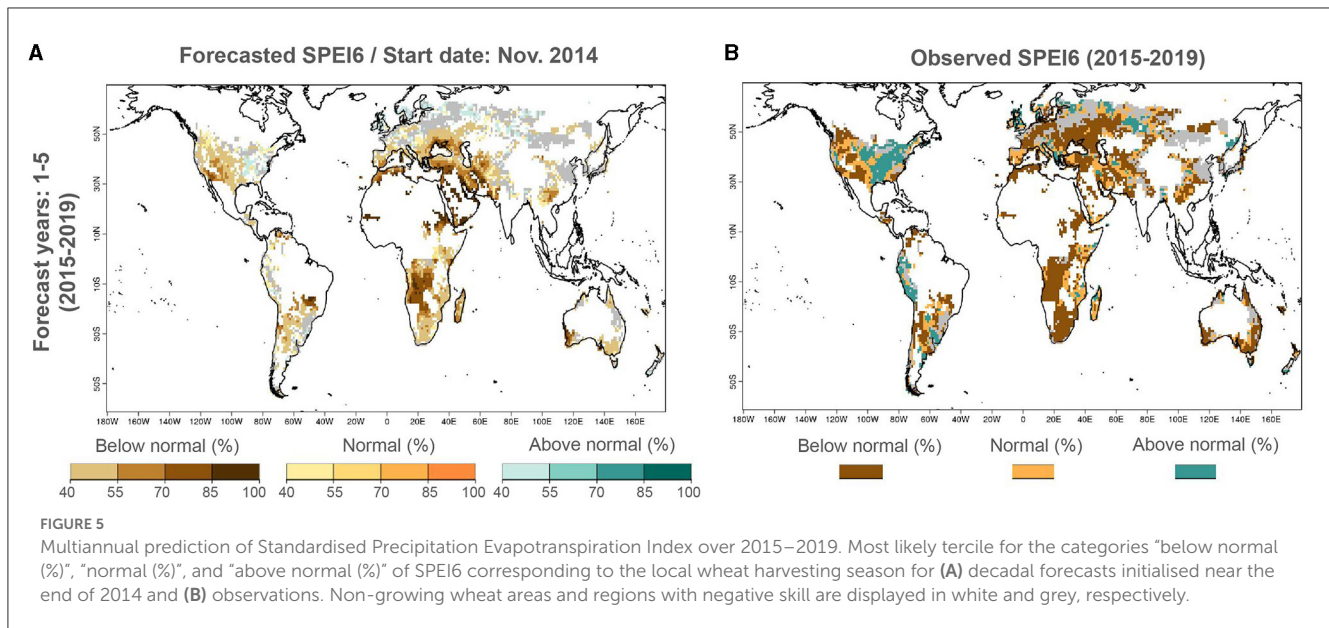 A
Forecasted SPEI6 / Start date: Nov. 2014
B
Observed SPEI6 (2015-2019)
Forecast years: 1-5
(2015-2019)
50N
30N
10N
10S
30S
50S
180W 160W 140W 120W 100W 80W 60W 40W 20W 0 20E 40E 60E 80E 100E 120E 140E 160E
50N
30N
10N
10S
30S
50S
180W 160W 140W 120W 100W 80W 60W 40W 20W 0 20E 40E 60E 80E 100E 120E 140E 160E
Below normal (%) Normal (%) Above normal (%)
40 55 70 85 100 40 55 70 85 100 40 55 70 85 100
Below normal (%) Normal (%) Above normal (%)
FIGURE 5
Multiannual prediction of Standardised Precipitation Evapotranspiration Index over 2015–2019. Most likely tercile for the categories “below normal
(%)”, “normal (%)”, and “above normal (%)” of SPEI6 corresponding to the local wheat harvesting season for (A) decadal forecasts initialised near the
end of 2014 and (B) observations. Non-growing wheat areas and regions with negative skill are displayed in white and grey, respectively.